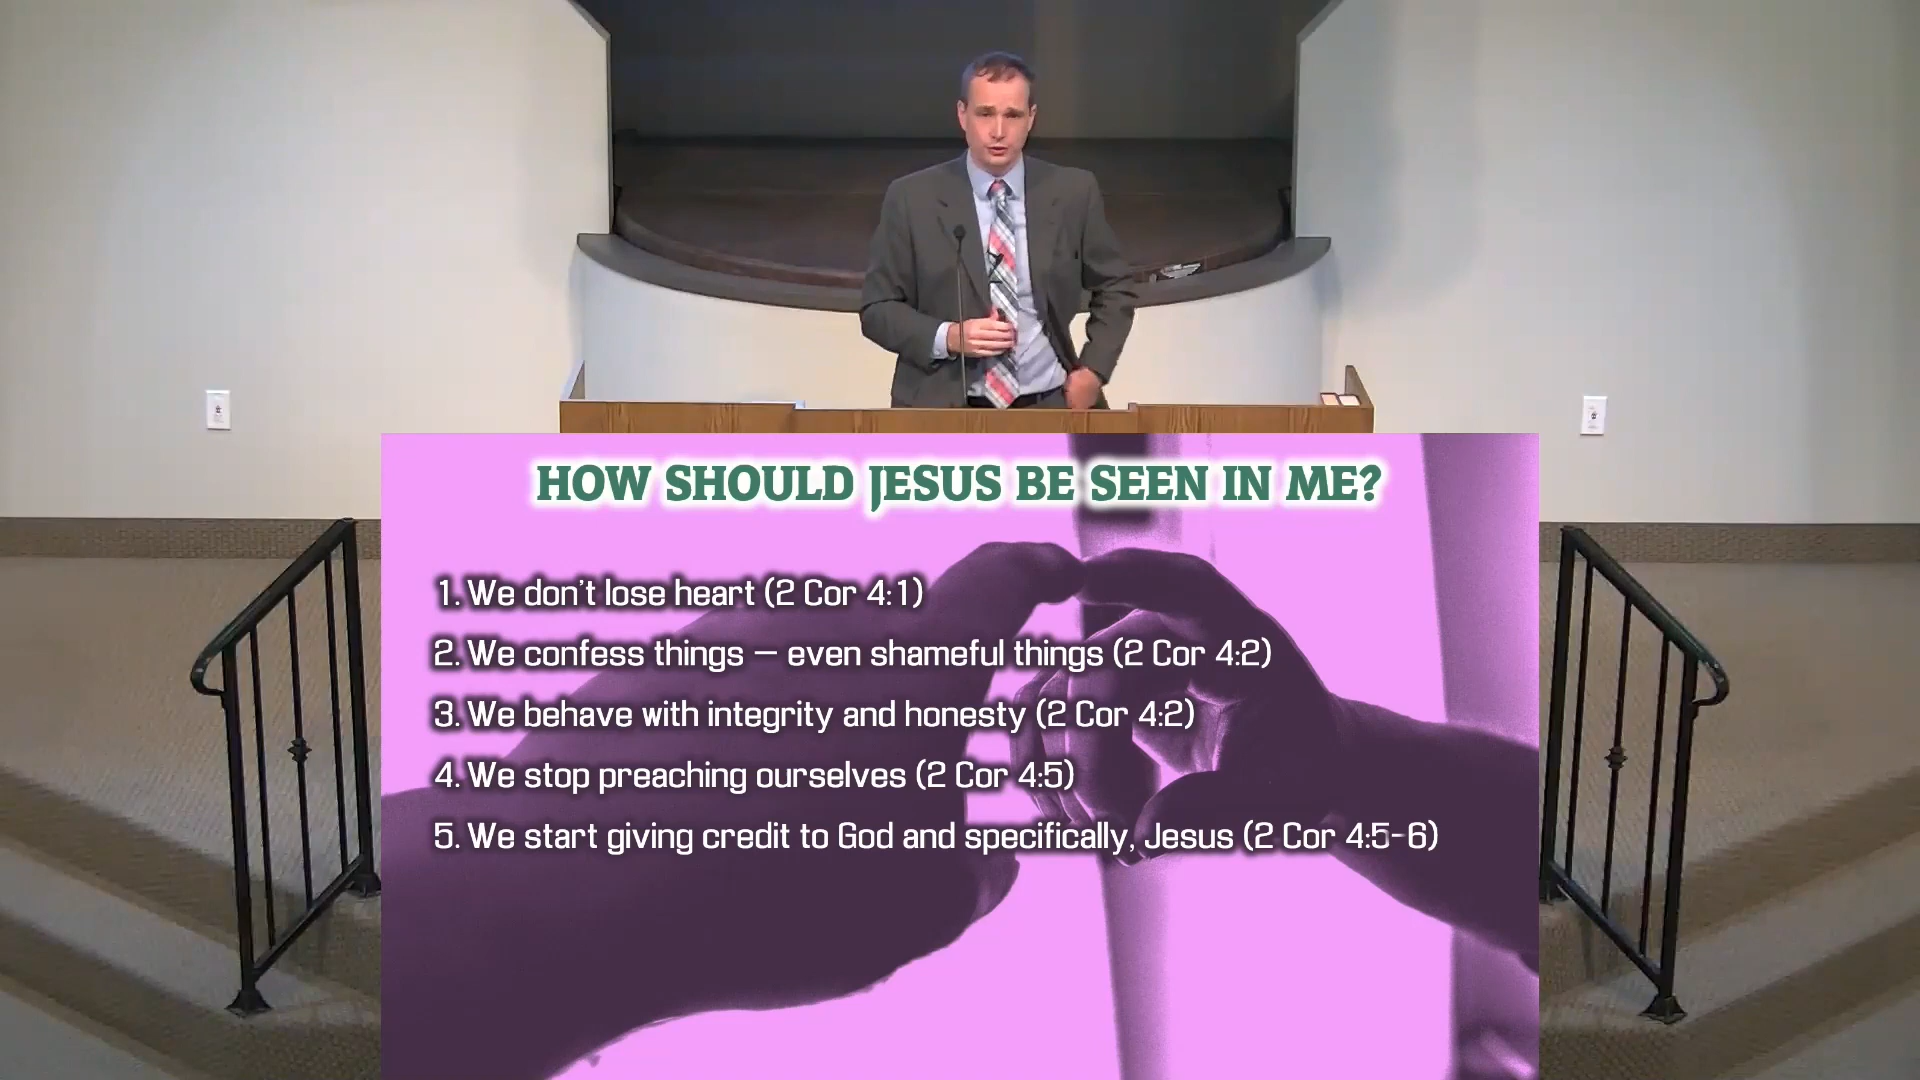 HOW SHOULD JESUS BE SEEN IN ME?
1. We don't lose heart (2 Cor 4:1)
2. We confess things – even shameful things (2 Cor 4:2)
3. We behave with integrity and honesty (2 Cor 4:2)
4. We stop preaching ourselves (2 Cor 4:5)
5. We start giving credit to God and specifically, Jesus (2 Cor 4:5-6)